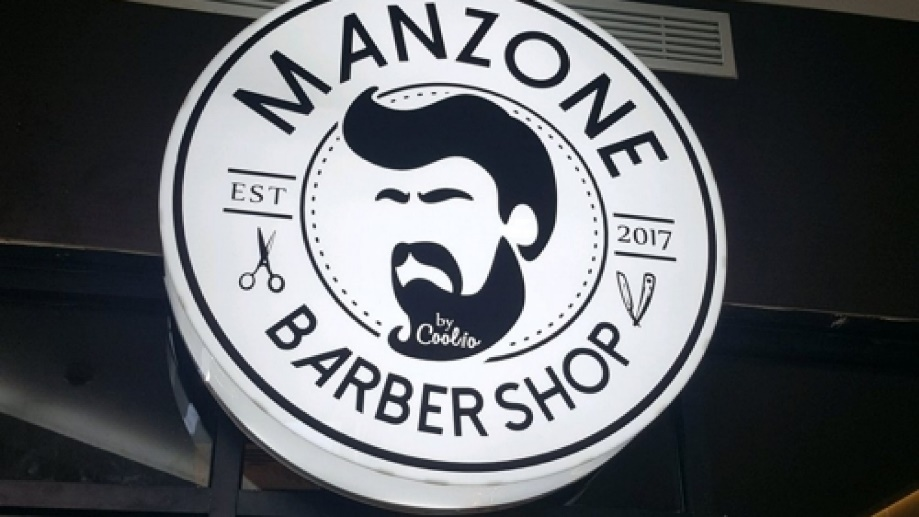 MANZONE
EST
2017
by
Coolio
BARBER SHOP